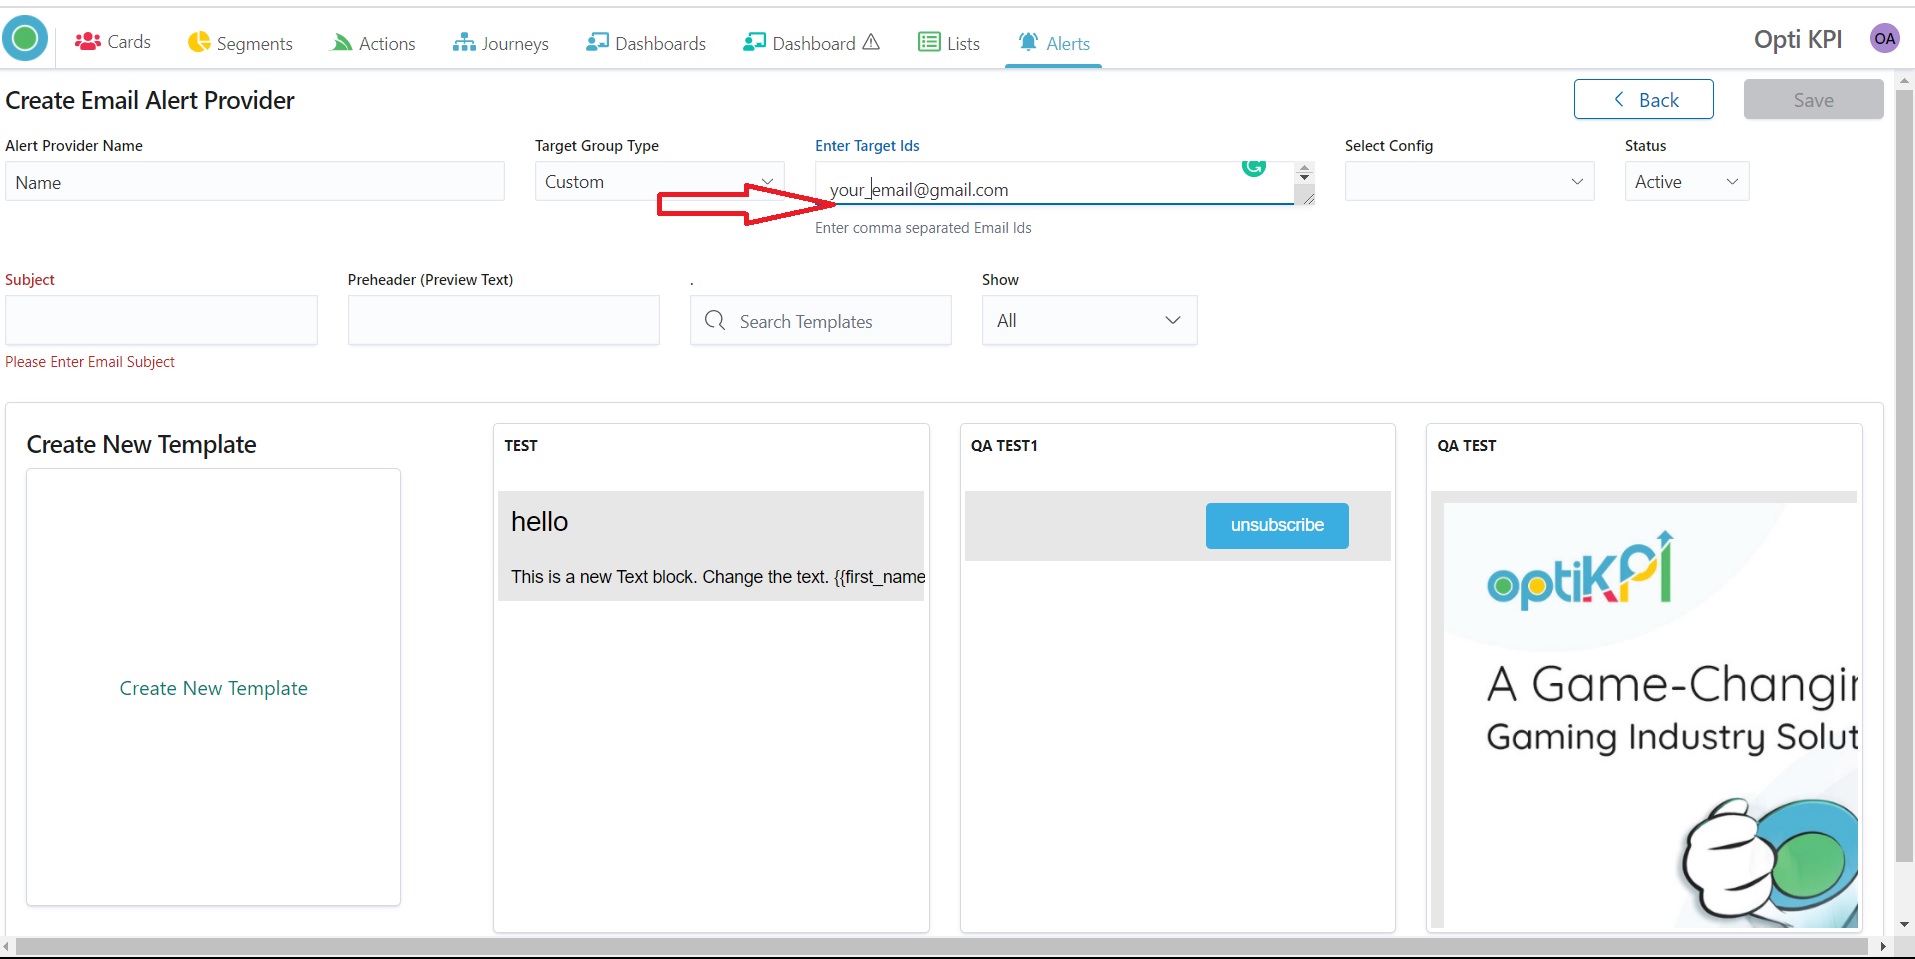 Cards
Segments
Actions
Journeys
Dashboards
Dashboard
Lists
Alerts
Opti KPI
OA
Create Email Alert Provider
Back
Save
Alert Provider Name
Target Group Type
Enter Target Ids
Select Config
Status
Name
Custom
your_email@gmail.com
Active
Enter comma separated Email Ids
Subject
Preheader (Preview Text)
.
Show
Search Templates
All
Please Enter Email Subject
Create New Template
Create New Template
TEST
hello
This is a new Text block. Change the text. {{first_name
QA TEST1
unsubscribe
QA TEST
optiKPI
A Game-Changin
Gaming Industry Solut